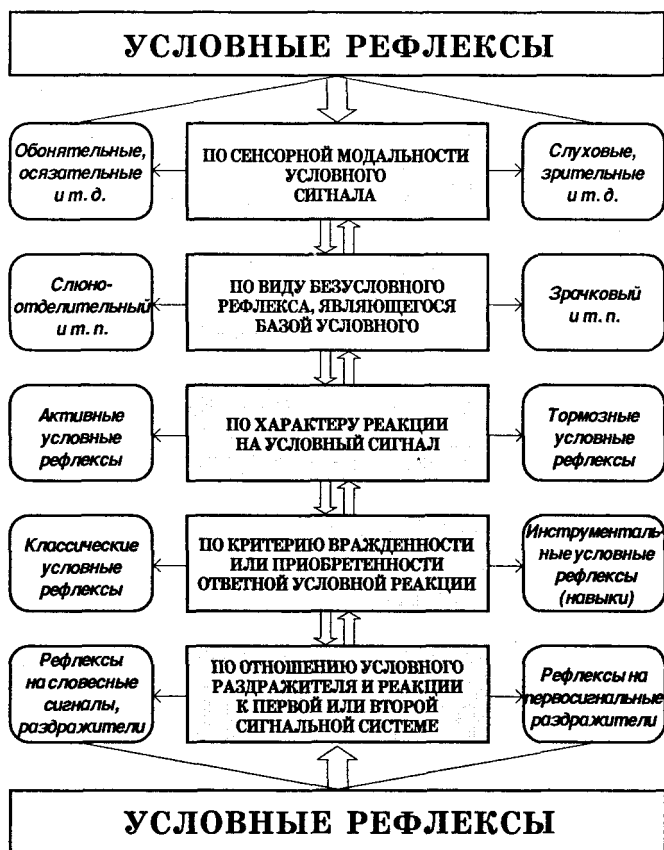 УСЛОВНЫЕ РЕФЛЕКСЫ
Обонятельные,
осязательные
и т. д.
ПО СЕНСОРНОЙ МОДАЛЬНОСТИ
УСЛОВНОГО
СИГНАЛА
Слуховые,
зрительные
и т. д.
Слюно-
отделительный
и т. п.
ПО ВИДУ БЕЗУСЛОВНОГО
РЕФЛЕКСА, ЯВЛЯЮЩЕГОСЯ
БАЗОЙ УСЛОВНОГО
Зрачковый
и т. п.
Активные
условные
рефлексы
ПО ХАРАКТЕРУ РЕАКЦИИ
НА УСЛОВНЫЙ СИГНАЛ
Тормозные
условные
рефлексы
Классические
условные
рефлексы
ПО КРИТЕРИЮ ВРАЖДЕННОСТИ
ИЛИ ПРИОБРЕТЕННОСТИ
ОТВЕТНОЙ УСЛОВНОЙ РЕАКЦИИ
Инструменталь-
ные условные
рефлексы
(навыки)
Рефлексы
на словесные
сигналы,
раздражители
ПО ОТНОШЕНИЮ УСЛОВНОГО
РАЗДРАЖИТЕЛЯ И РЕАКЦИИ
К ПЕРВОЙ ИЛИ ВТОРОЙ
СИГНАЛЬНОЙ СИСТЕМЕ
Рефлексы на
первосигнальные
раздражители
УСЛОВНЫЕ РЕФЛЕКСЫ